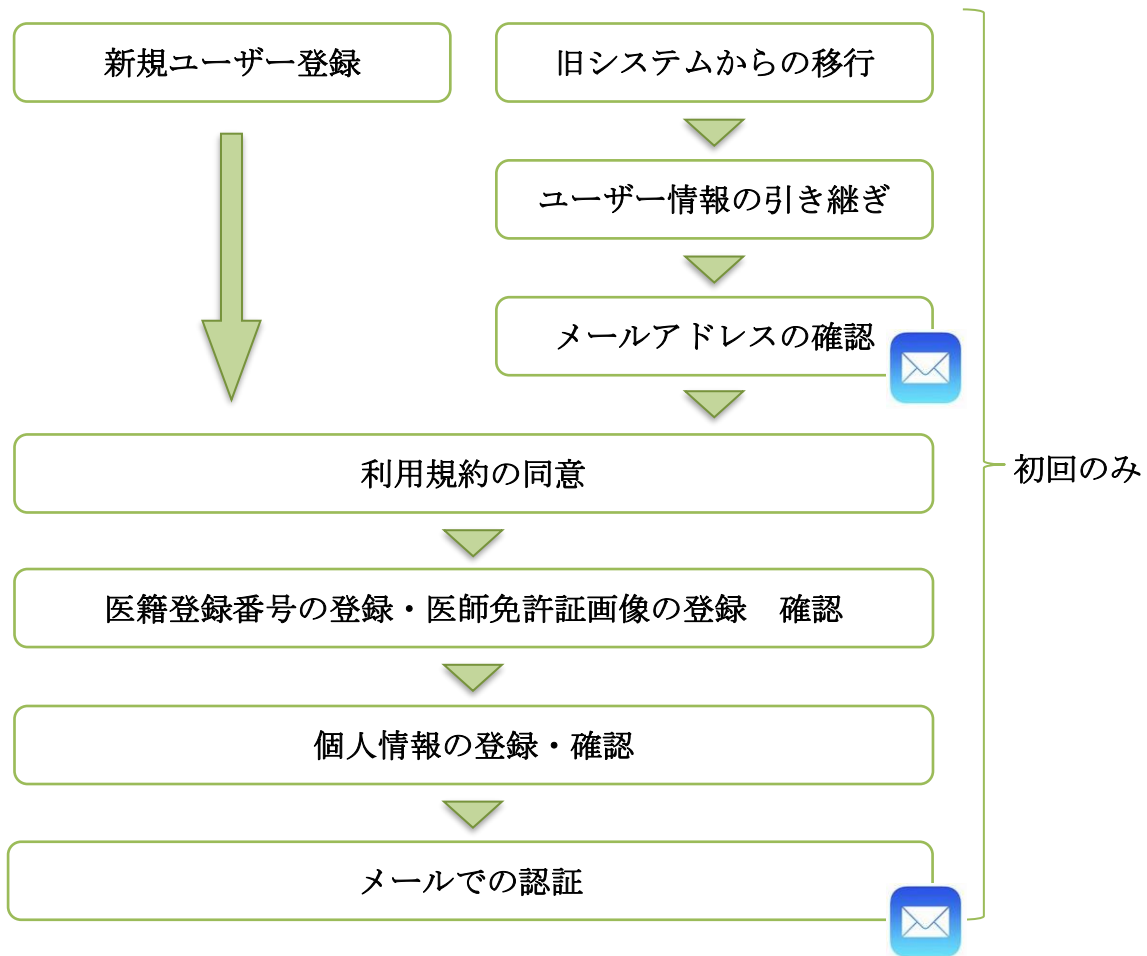 新規ユーザー登録
旧システムからの移行
ユーザー情報の引き継ぎ
メールアドレスの確認
利用規約の同意
医籍登録番号の登録・医師免許証画像の登録　確認
個人情報の登録・確認
メールでの認証
初回のみ